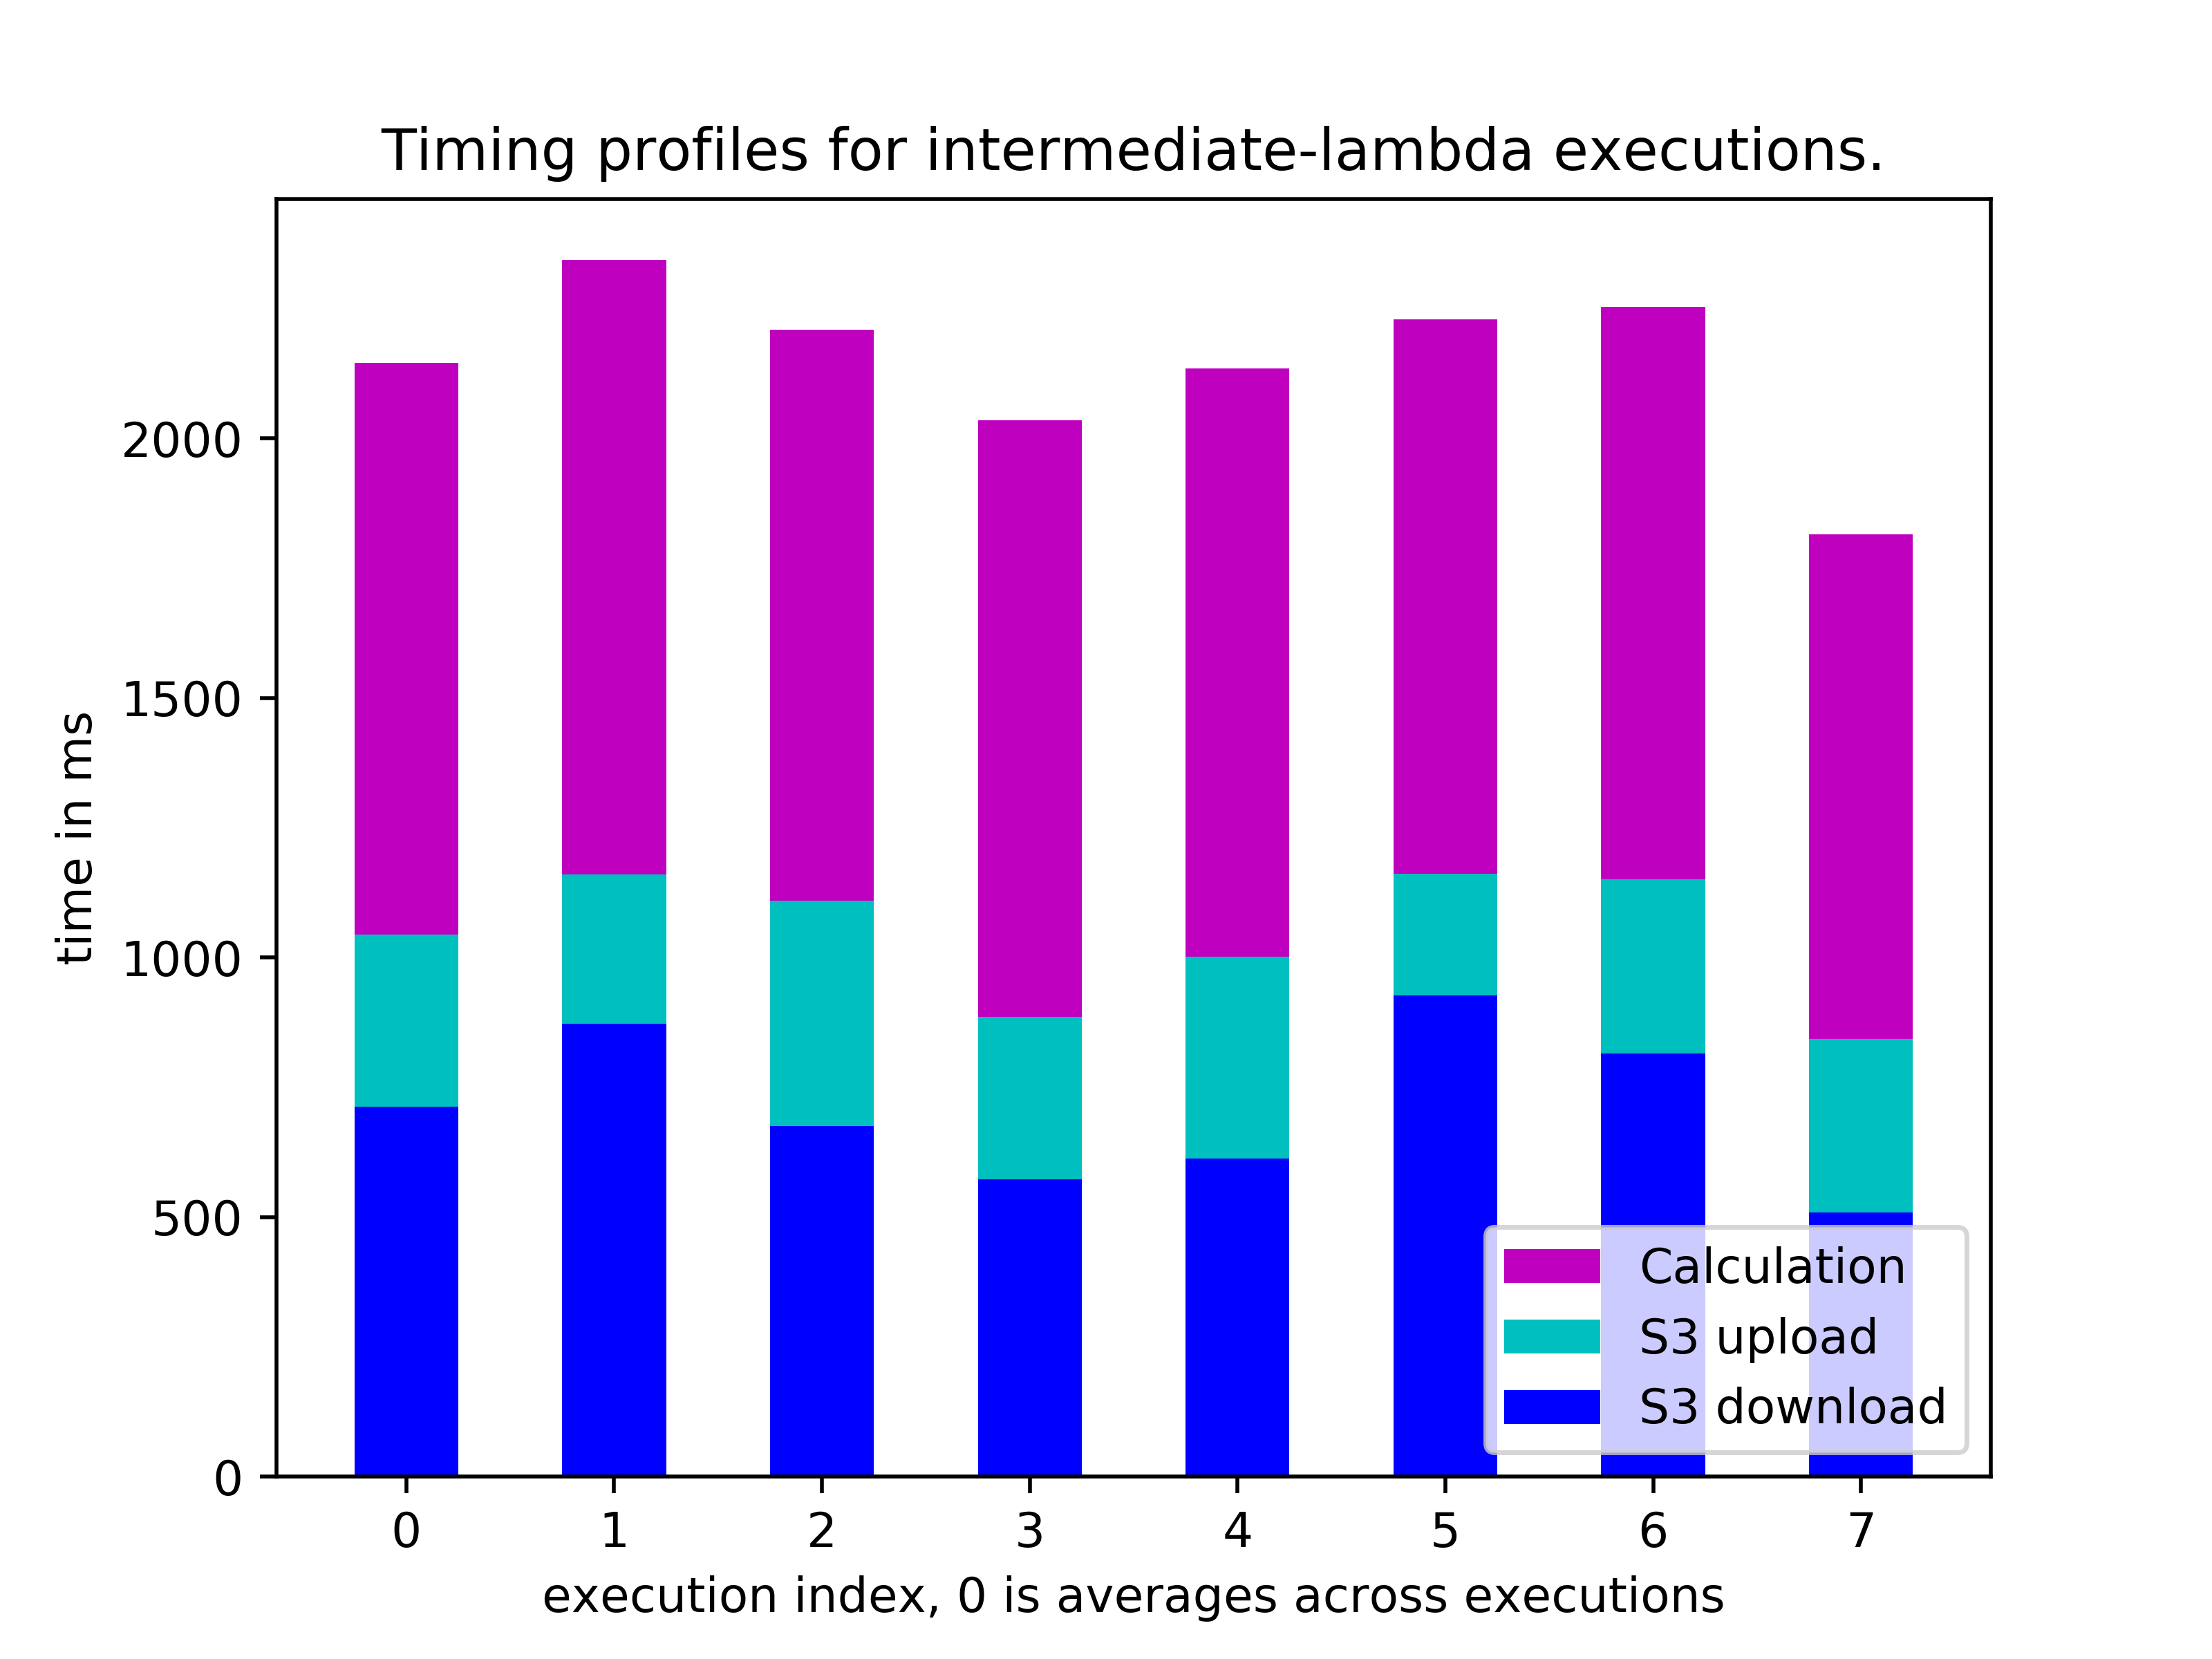 Timing profiles for intermediate-lambda executions.
time in ms
2000
1500
1000
500
0
Calculation
S3 upload
S3 download
0 1 2 3 4 5 6 7
execution index, 0 is averages across executions